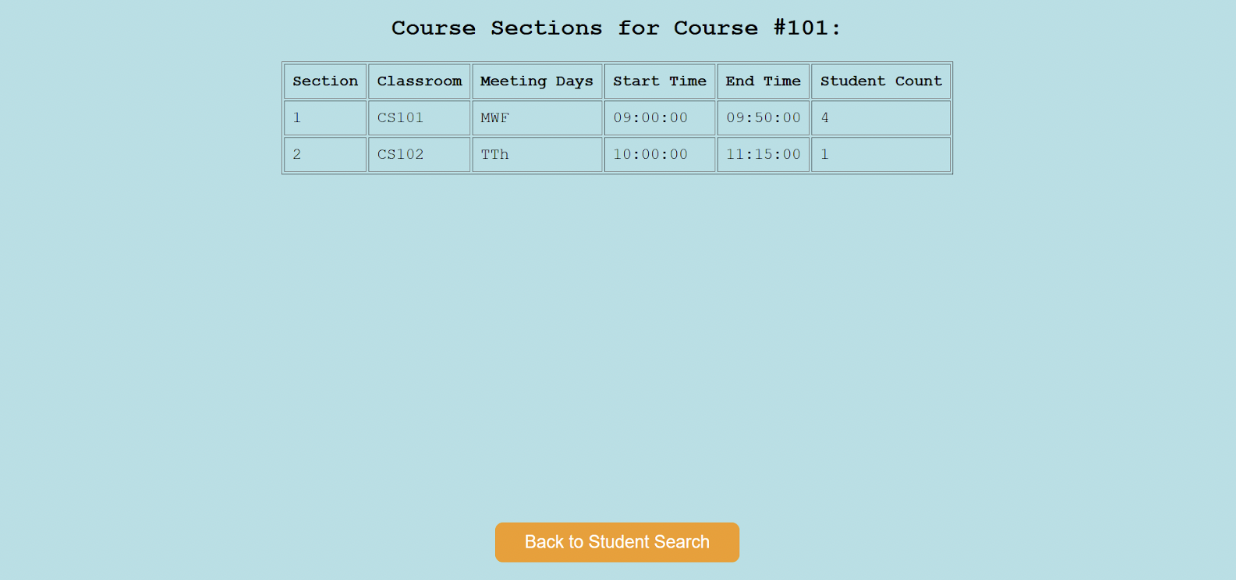 Course Sections for Course #101:
Section Classroom Meeting Days Start Time End Time Student Count
1 CS101 MWF 09:00:00 09:50:00 4
2 CS102 TTh 10:00:00 11:15:00 1
Back to Student Search